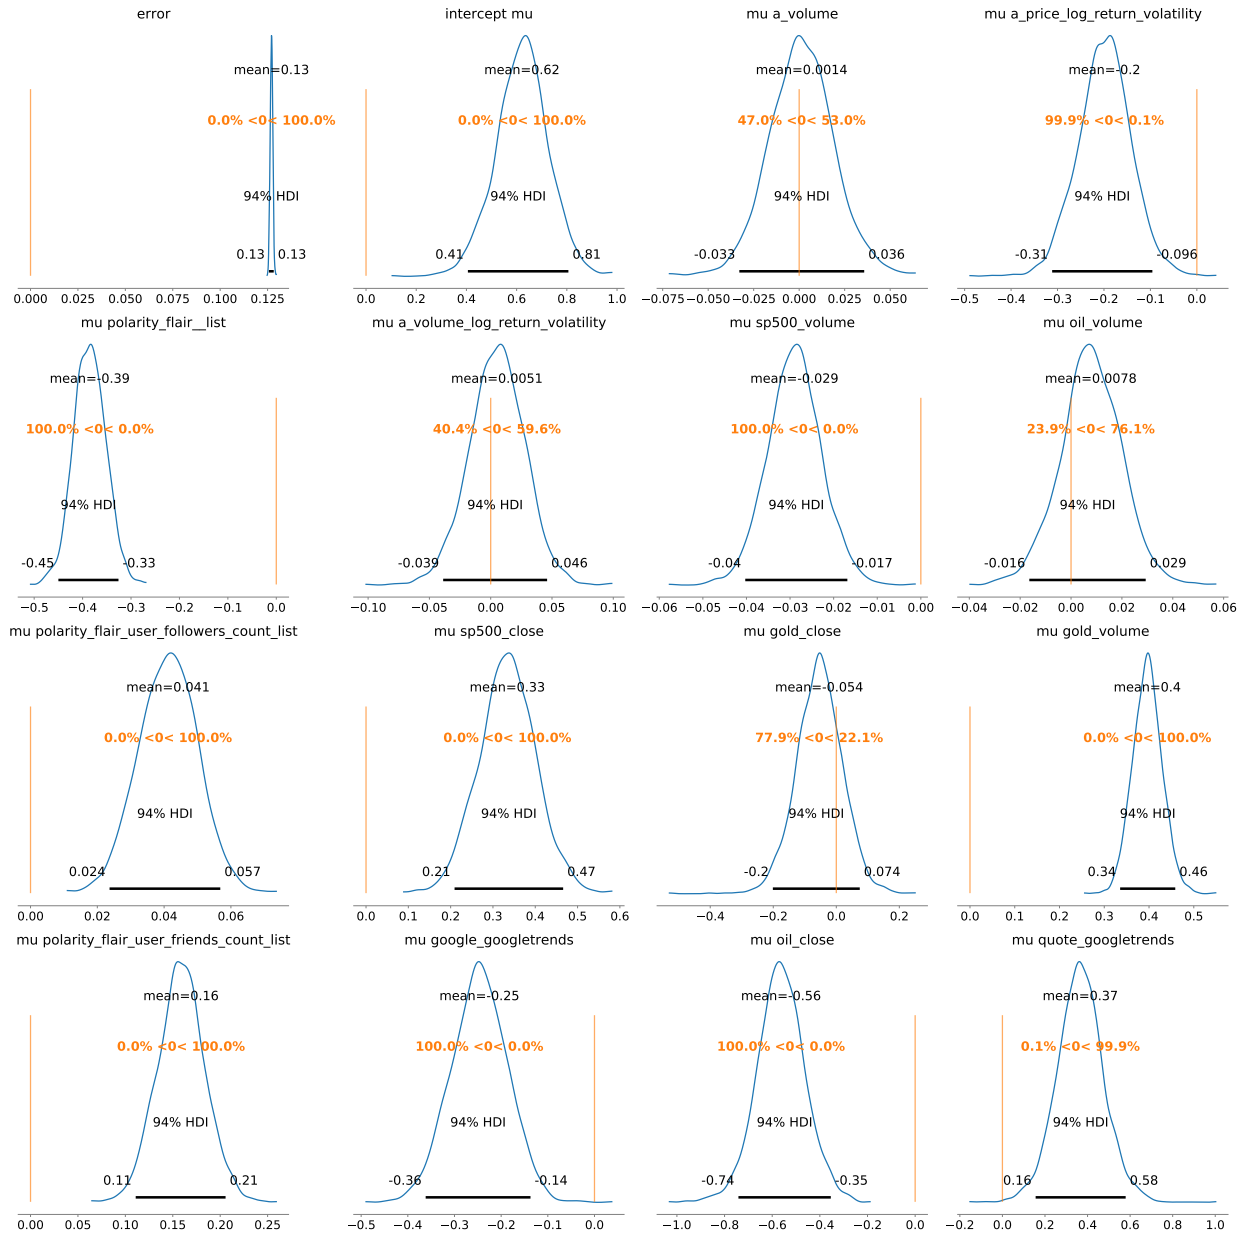 error
mean=0.13
0.0% <0< 100.0%
94% HDI
0.13 0.13
0.000 0.025 0.050 0.075 0.100 0.125
intercept mu
mean=0.62
0.0% <0< 100.0%
94% HDI
0.41 0.81
0.0 0.2 0.4 0.6 0.8 1.0
mu a_volume
mean=0.0014
47.0% <0< 53.0%
94% HDI
-0.033 0.036
−0.075 −0.050 −0.025 0.000 0.025 0.050
mu a_price_log_return_volatility
mean=-0.2
99.9% <0< 0.1%
94% HDI
-0.31 -0.096
−0.5 −0.4 −0.3 −0.2 −0.1 0.0
mu polarity_flair__list
mean=-0.39
100.0% <0< 0.0%
94% HDI
-0.45 -0.33
−0.5 −0.4 −0.3 −0.2 −0.1 0.0
mu a_volume_log_return_volatility
mean=0.0051
40.4% <0< 59.6%
94% HDI
-0.039 0.046
−0.10 −0.05 0.00 0.05 0.10
mu sp500_volume
mean=-0.029
100.0% <0< 0.0%
94% HDI
-0.04 -0.017
−0.06 −0.05 −0.04 −0.03 −0.02 −0.01 0.00
mu oil_volume
mean=0.0078
23.9% <0< 76.1%
94% HDI
-0.016 0.029
−0.04 −0.02 0.00 0.02 0.04 0.06
mu polarity_flair_user_followers_count_list
mean=0.041
0.0% <0< 100.0%
94% HDI
0.024 0.057
0.00 0.02 0.04 0.06
mu sp500_close
mean=0.33
0.0% <0< 100.0%
94% HDI
0.21 0.47
0.0 0.1 0.2 0.3 0.4 0.5 0.6
mu gold_close
mean=-0.054
77.9% <0< 22.1%
94% HDI
-0.2 0.074
−0.4 −0.2 0.0 0.2
mu gold_volume
mean=0.4
0.0% <0< 100.0%
94% HDI
0.34 0.46
0.0 0.1 0.2 0.3 0.4 0.5
mu polarity_flair_user_friends_count_list
mean=0.16
0.0% <0< 100.0%
94% HDI
0.11 0.21
0.00 0.05 0.10 0.15 0.20 0.25
mu google_googletrends
mean=-0.25
100.0% <0< 0.0%
94% HDI
-0.36 -0.14
−0.5 −0.4 −0.3 −0.2 −0.1 0.0
mu oil_close
mean=-0.56
100.0% <0< 0.0%
94% HDI
-0.74 -0.35
−1.0 −0.8 −0.6 −0.4 −0.2 0.0
mu quote_googletrends
mean=0.37
0.1% <0< 99.9%
94% HDI
0.16 0.58
−0.2 0.0 0.2 0.4 0.6 0.8 1.0